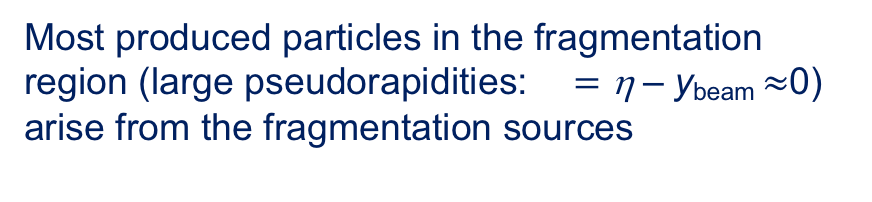 Most produced particles in the fragmentation
region (large pseudorapidities: = η – ybeam ≈0)
arise from the fragmentation sources